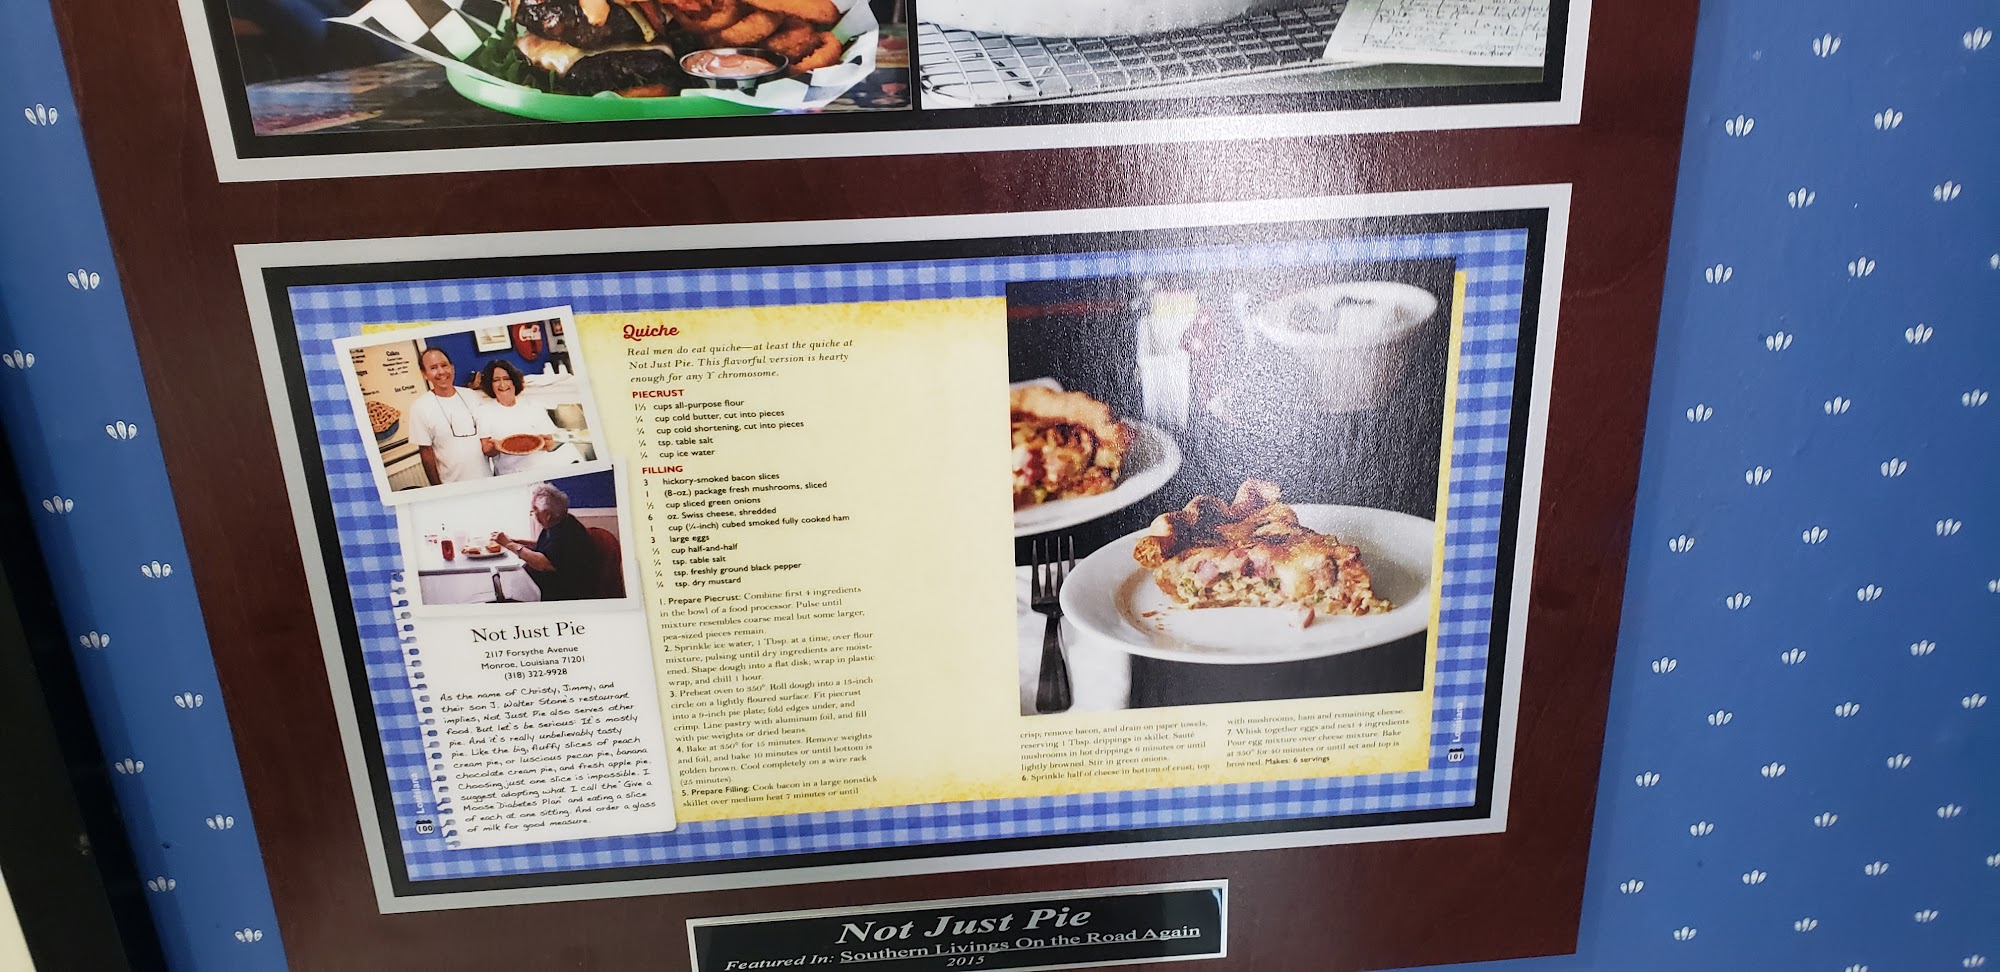 Quiche
Real men do eat quiche—at least the quiche at
Not Just Pie. This flavorful version is hearty
enough for any Y chromosome.
PIECRUST
cups all-purpose flour
cup cold butter, cut into pieces
cup cold shortening, cut into pieces
tsp. table salt
cup ice water
FILLING
3 hickory-smoked bacon slices
1 (8-oz.) package fresh mushrooms, sliced
cup sliced green onions
6 oz. Swiss cheese, shredded
1 cup (¼-inch) cubed smoked fully cooked ham
3 large eggs
cup half-and-half
tsp. table salt
tsp. freshly ground black pepper
tsp. dry mustard
1. Prepare Piecrust: Combine first 4 ingredients
in the bowl of a food processor. Pulse until
mixture resembles coarse meal but some larger,
pea-sized pieces remain.
2. Sprinkle ice water, 1 Tbsp. at a time, over flour
mixture, pulsing until dry ingredients are moist-
ened. Shape dough into a flat disk; wrap in plastic
wrap, and chill 1 hour.
3. Preheat oven to 350°. Roll dough into a 13-inch
circle on a lightly floured surface. Fit piecrust
into a 9-inch pie plate; fold edges under, and
crimp. Line pastry with aluminum foil, and fill
with pie weights or dried beans.
4. Bake at 350° for 15 minutes. Remove weights
and foil, and bake 10 minutes or until bottom is
golden brown. Cool completely on a wire rack
(25 minutes).
5. Prepare Filling: Cook bacon in a large nonstick
skillet over medium heat 7 minutes or until
crisp; remove bacon, and drain on paper towels,
reserving 1 Tbsp. drippings in skillet. Sauté
mushrooms in hot drippings 6 minutes or until
lightly browned. Stir in green onions.
6. Sprinkle half of cheese in bottom of crust; top
with mushrooms, ham and remaining cheese.
7. Whisk together eggs and next 4 ingredients
Pour egg mixture over cheese mixture. Bake
at 350° for 40 minutes or until set and top is
browned. Makes: 6 servings
Cakes
Ice Cream
Not Just Pie
2117 Forsythe Avenue
Monroe, Louisiana 71201
(318) 322-9928
As the name of Christy, Jimmy, and
their son J. Walter Stone's restaurant
implies, Not Just Pie also serves other
food. But let's be serious: It's mostly
pie. And it's really unbelievably tasty
pie. Like the big, fluffy slices of peach
cream pie, or luscious pecan pie, banana
chocolate cream pie, and fresh apple pie.
Choosing just one slice is impossible. I
suggest adopting what I call the "Give a
Moose Diabetes Plan" and eating a slice
of each at one sitting. And order a glass
of milk for good measure.
100 Louisiana
101 Louisiana
Not Just Pie
Featured In: Southern Livings On the Road Again
2015